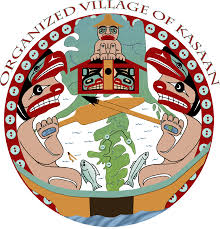 ORGANIZED VILLAGE OF KASAAN